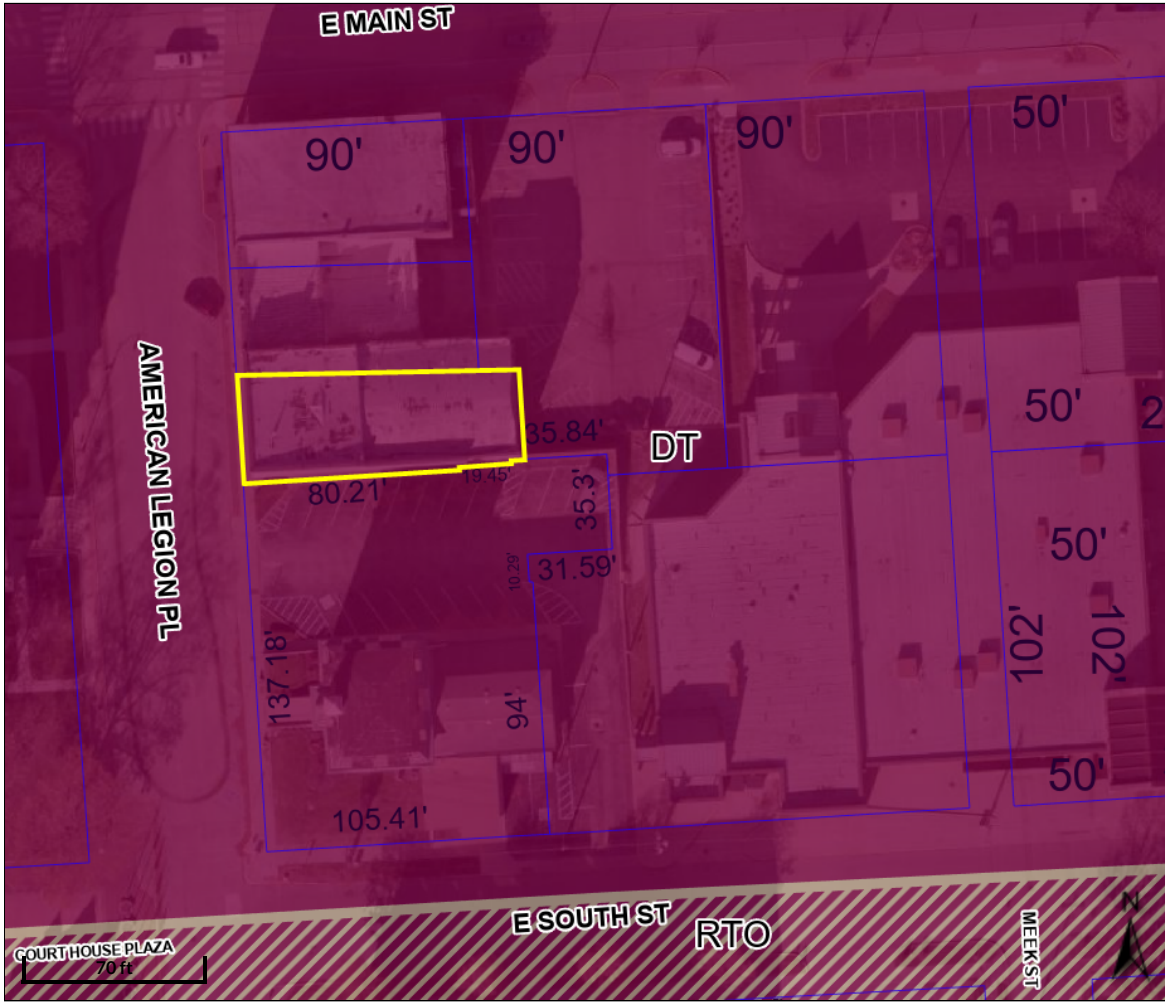 E MAIN ST
90'
90'
90'
50'
AMERICAN LEGION PL
50'
2
35.84'
DT
80.21'
19.45'
35.3'
50'
10.29'
31.59'
137.18'
94'
102'
102'
50'
105.41'
E SOUTH ST
RTO
MEEK ST
N
COURT HOUSE PLAZA
70 ft